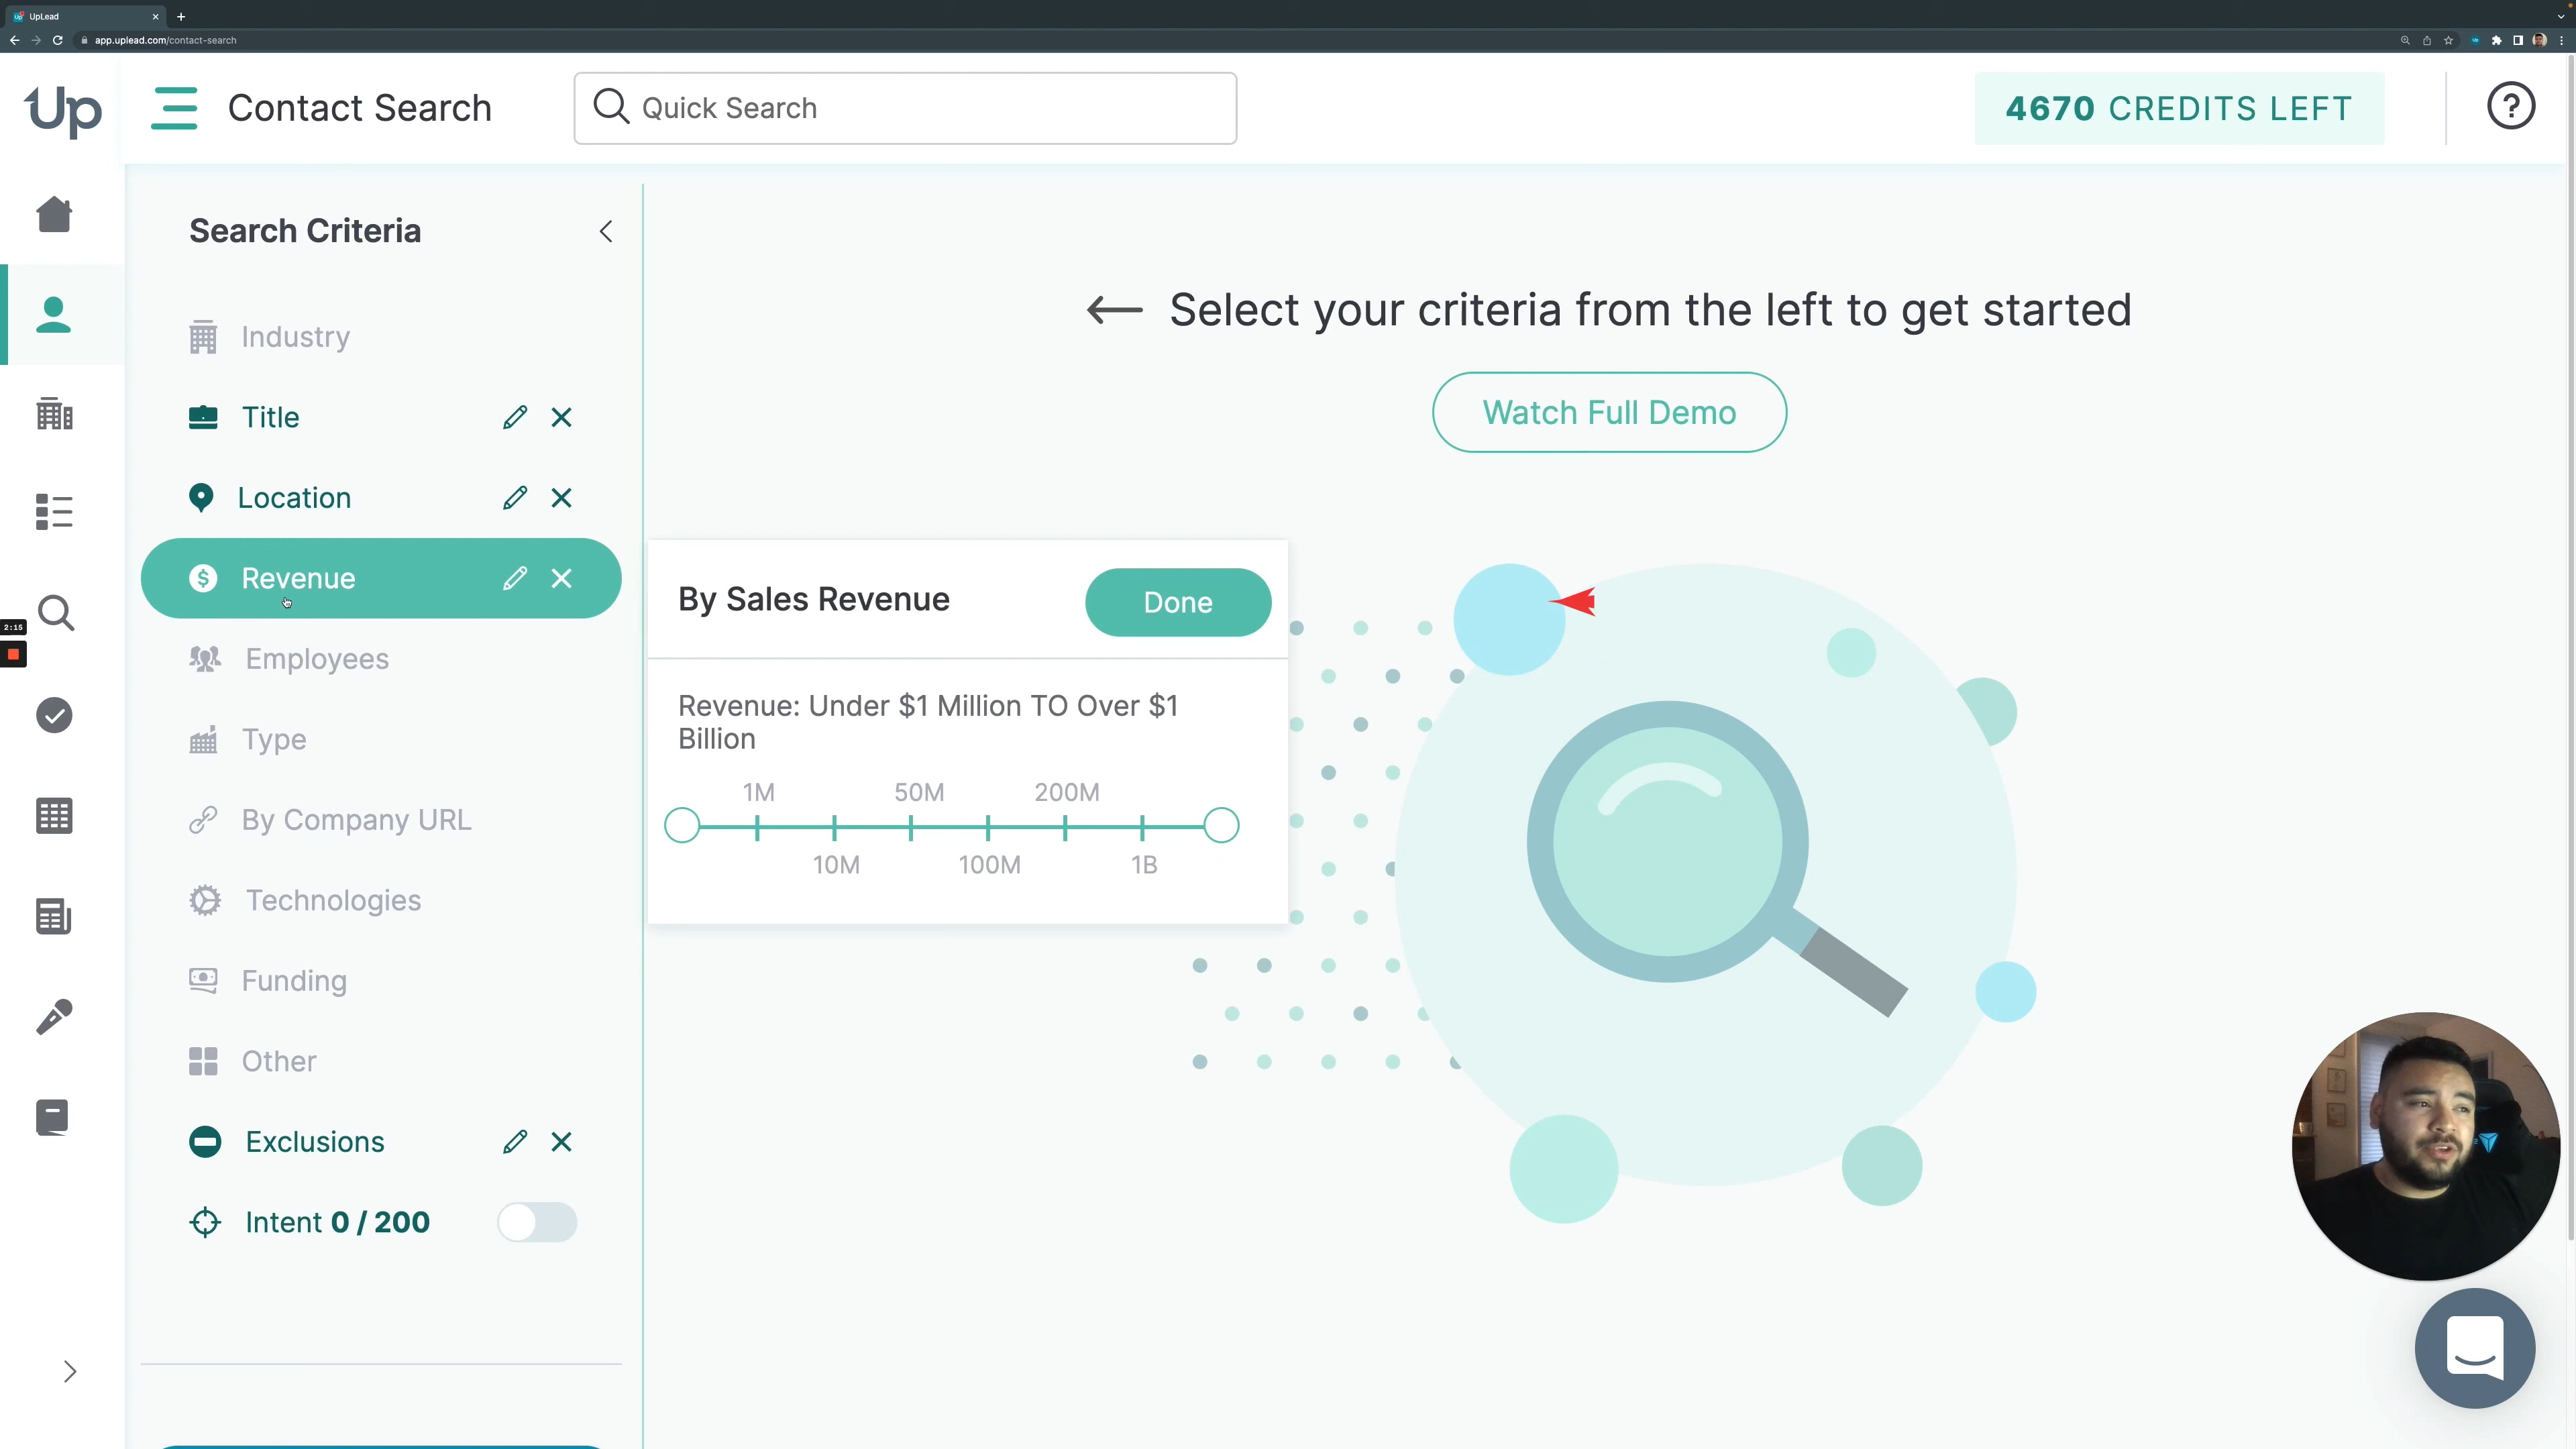 UpLead
app.uplead.com/contact-search
Up
Contact Search
Quick Search
4670 CREDITS LEFT
?
Search Criteria
Industry
Title
Location
Revenue
Employees
Type
By Company URL
Technologies
Funding
Other
Exclusions
Intent 0 / 200
2:15
Select your criteria from the left to get started
Watch Full Demo
By Sales Revenue
Done
Revenue: Under $1 Million TO Over $1
Billion
1M 50M 200M
10M 100M 1B